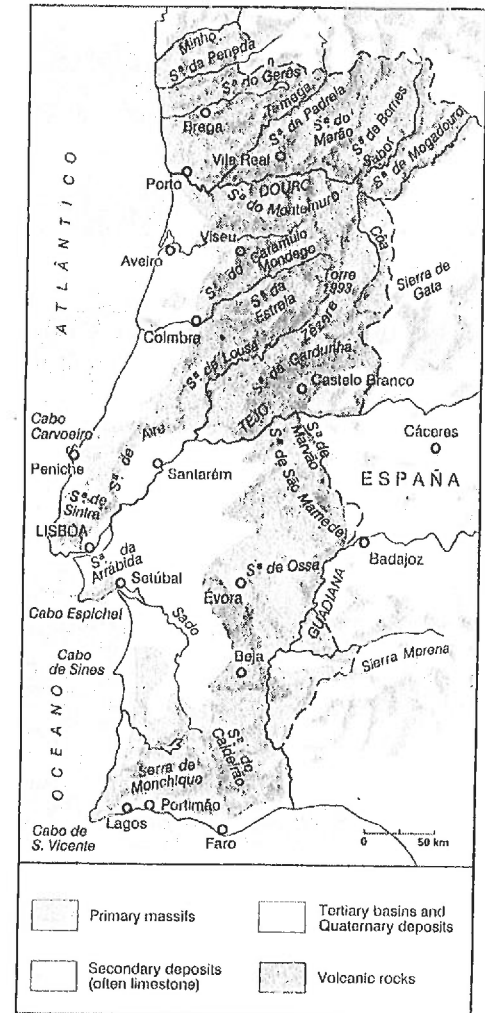 Minho
Sª da Peneda
Sª do Gerês
Braga
Tamega
Sª da Padrela
Sª do Marão
Sª de Bornes
Sabor
Sª de Mogadouro
Vila Real
Porto
DOURO
Sª do Montemuro
Viseu
Aveiro
Sª do Caramulo
Mondego
Côa
Torre
1993
Sª da Estrela
Sierra de Gata
Coimbra
Zêzere
Sª da Lousã
Sª da Gardunha
Castelo Branco
ATLÂNTICO
Cabo Carvoeiro
Peniche
Sª de Aire
TEJO
Sª de Marvão
Sª de São Mamede
Cáceres
ESPAÑA
Santarém
Sª de Sintra
LISBOA
Sª da Arrábida
Setúbal
Badajoz
Sª de Ossa
Évora
GUADIANA
Cabo Espichel
Sado
Cabo de Sines
Beja
Sierra Morena
OCEANO
Serra de Monchique
Sª do Caldeirão
Portimão
Lagos
Cabo de S. Vicente
Faro
0 50 km
Primary massifs
Tertiary basins and
Quaternary deposits
Secondary deposits
(often limestone)
Volcanic rocks